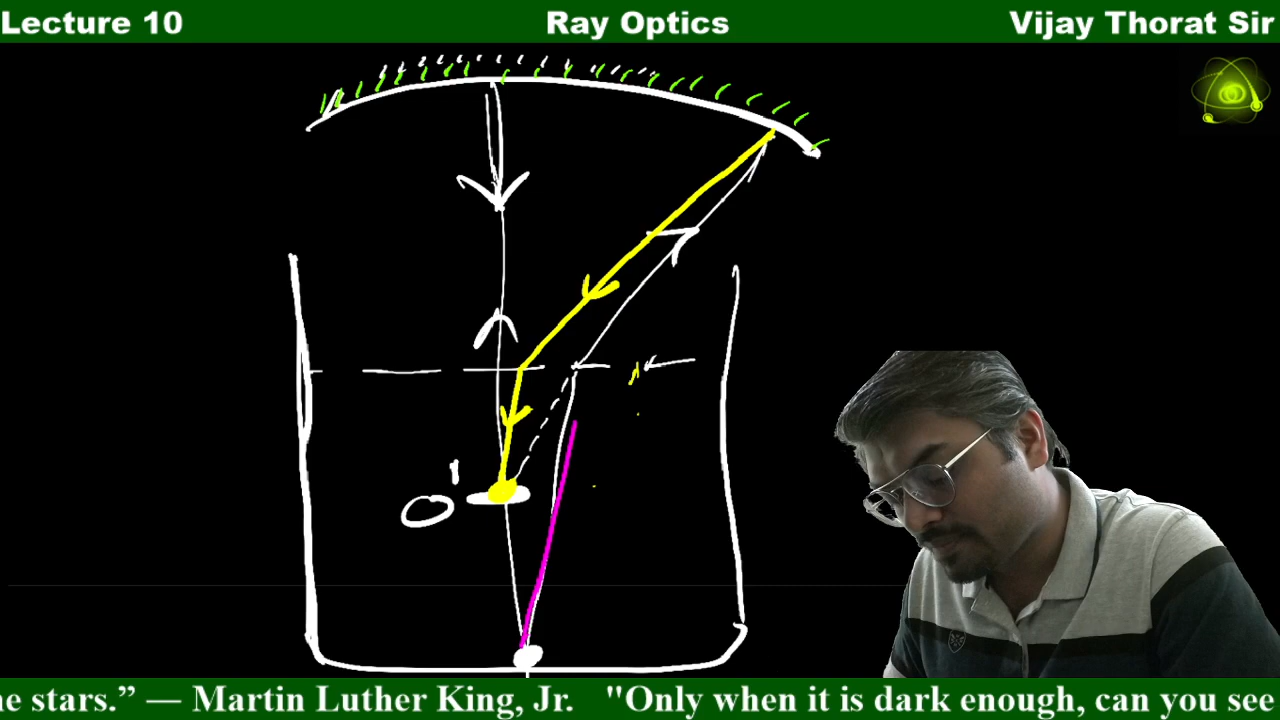 Lecture 10 Ray Optics Vijay Thorat Sir
O'
he stars.” — Martin Luther King, Jr. "Only when it is dark enough, can you see